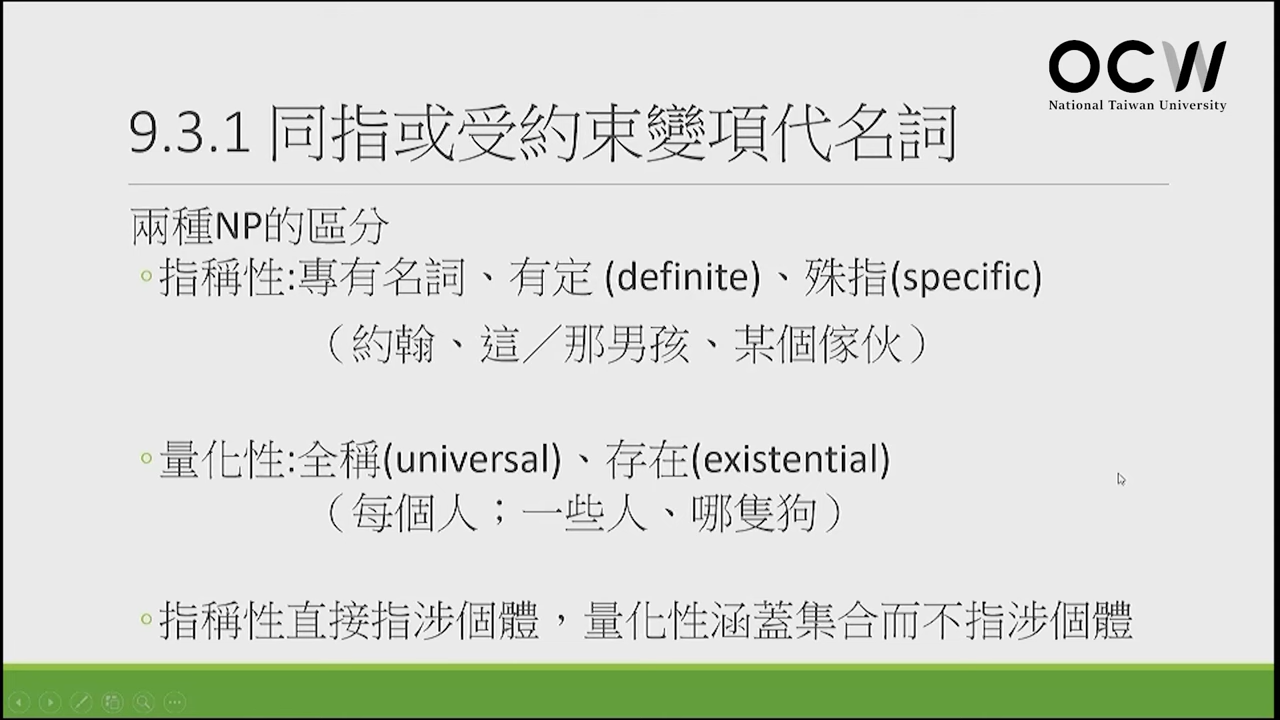 OCW
National Taiwan University
9.3.1 同指或受約束變項代名詞
兩種NP的區分
指稱性:專有名詞、有定 (definite)、殊指(specific)
（約翰、這／那男孩、某個傢伙）
量化性:全稱(universal)、存在(existential)
（每個人；一些人、哪隻狗）
指稱性直接指涉個體，量化性涵蓋集合而不指涉個體